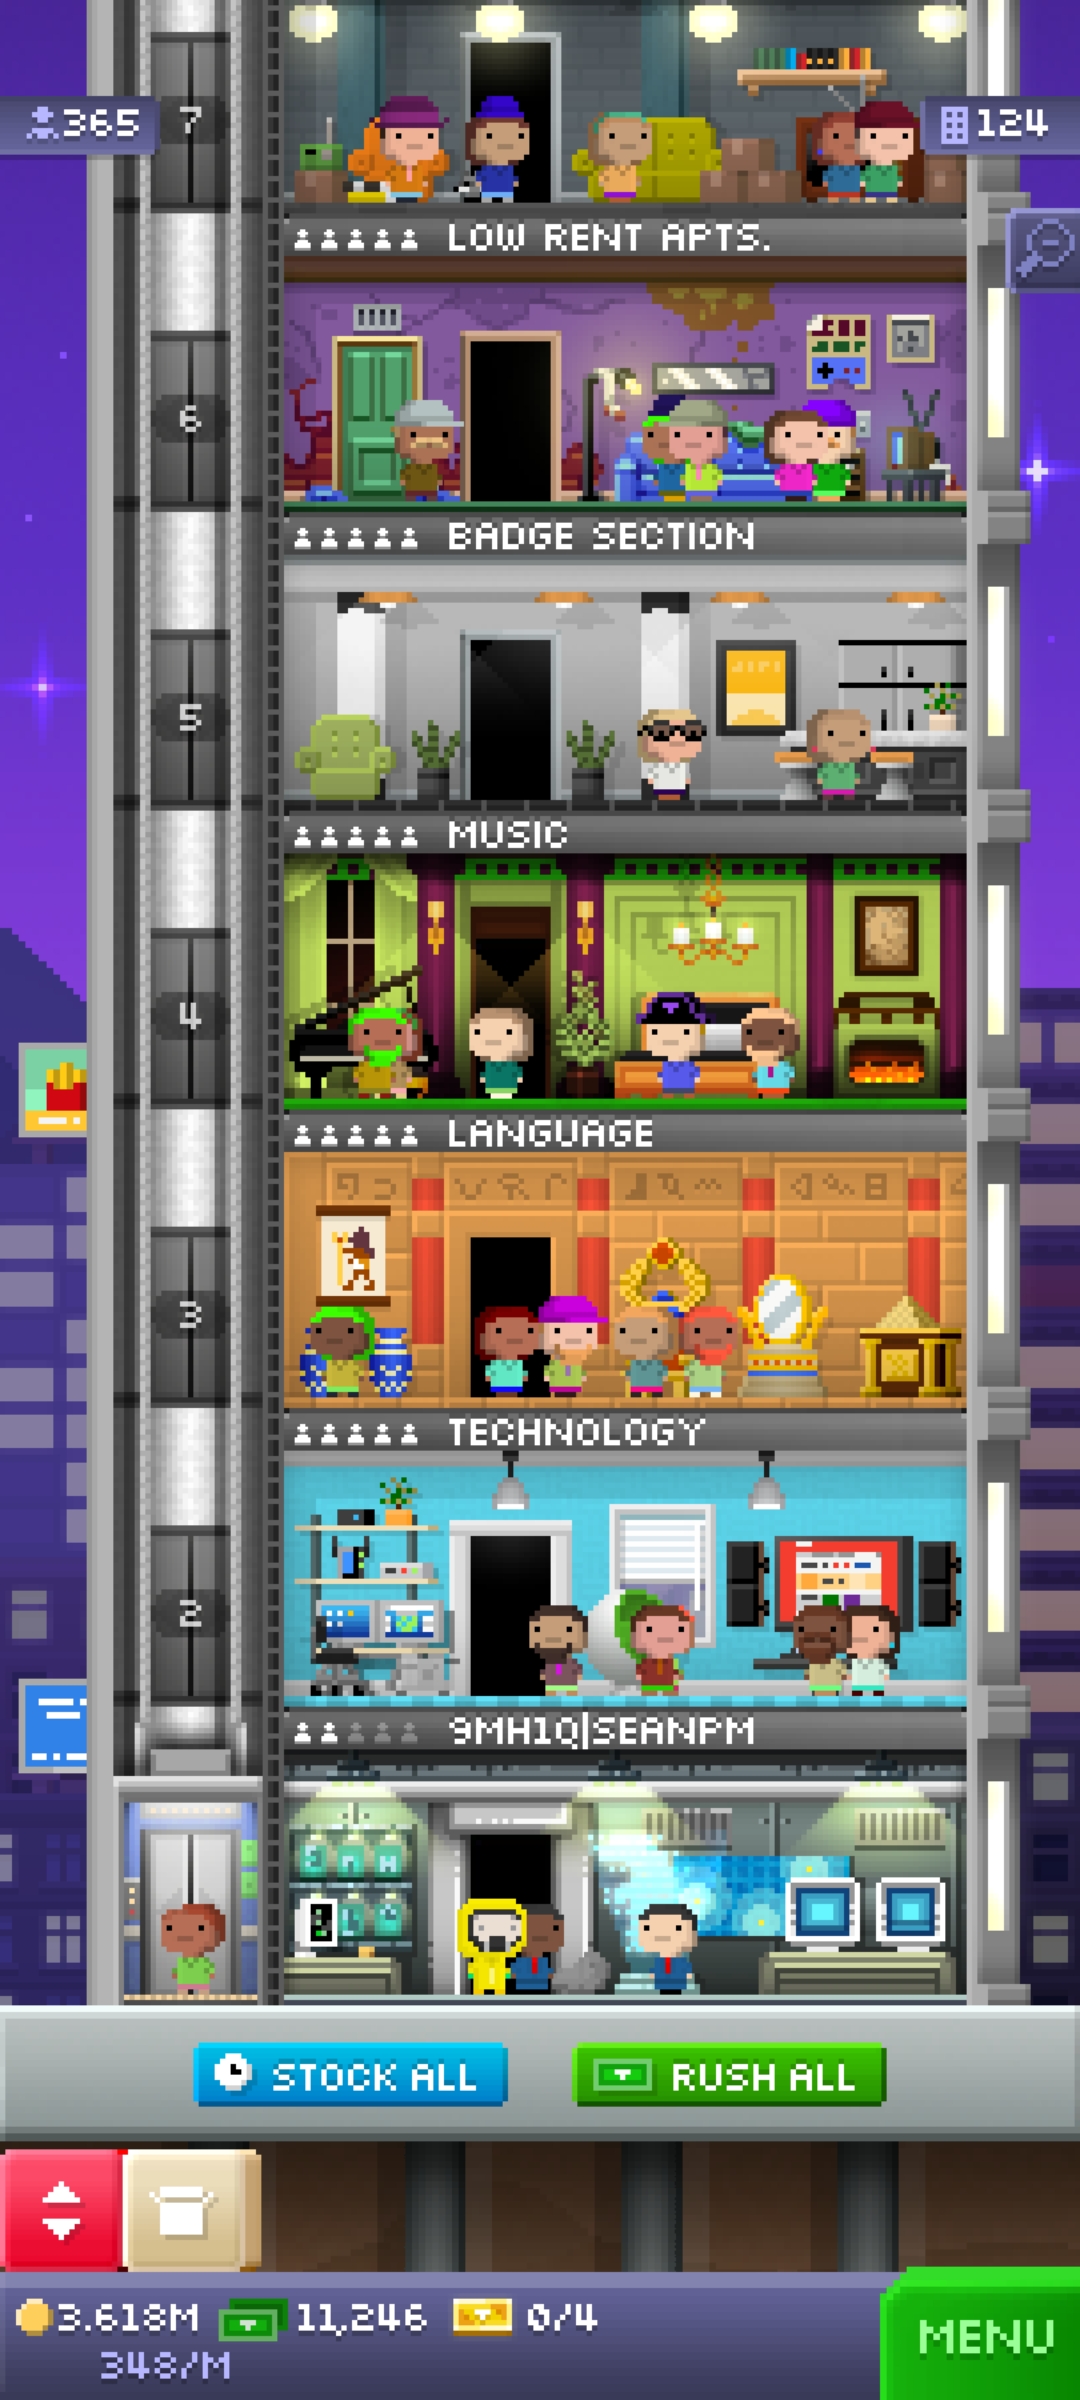 365
7
124
LOW RENT APTS.
6
BADGE SECTION
5
MUSIC
4
LANGUAGE
3
TECHNOLOGY
2
9MH1Q|SEANPM
STOCK ALL
RUSH ALL
3.618M
11,246
0/4
348/M
MENU